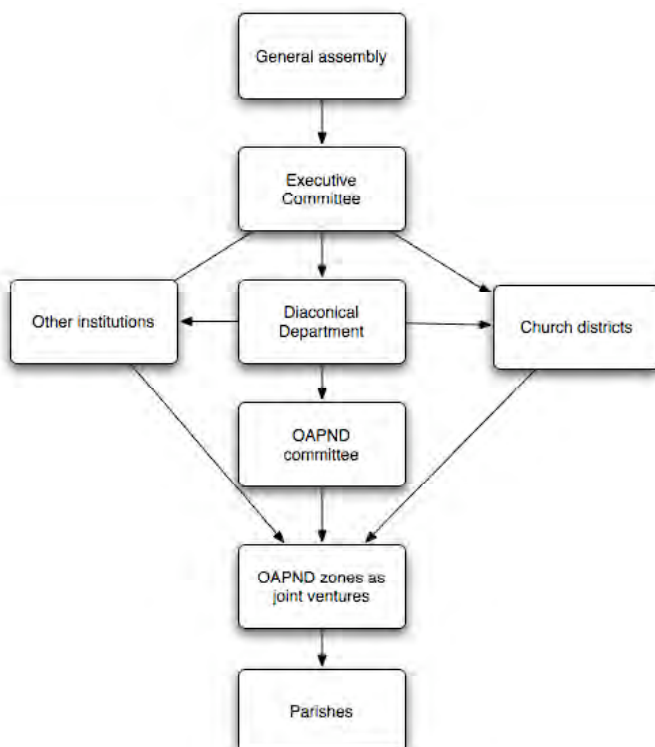 General assembly
Executive
Committee
Other institutions
Diaconical
Department
Church districts
OAPND
committee
OAPND zones as
joint ventures
Parishes